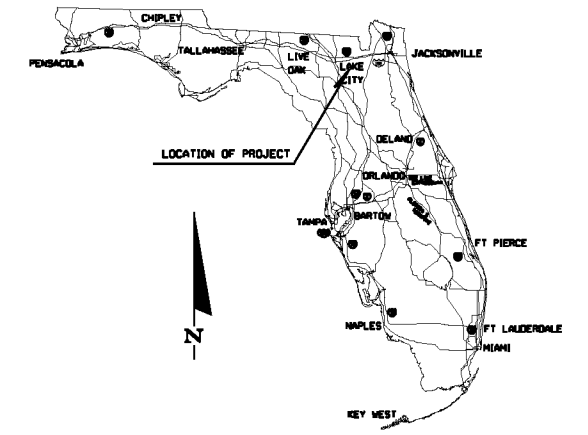 CHIPLEY
PENSACOLA
TALLAHASSEE
LIVE
OAK
LAKE
CITY
JACKSONVILLE
LOCATION OF PROJECT
DELAND
ORLANDO
TAMPA
BARTOW
FT PIERCE
N
NAPLES
FT LAUDERDALE
MIAMI
KEY WEST